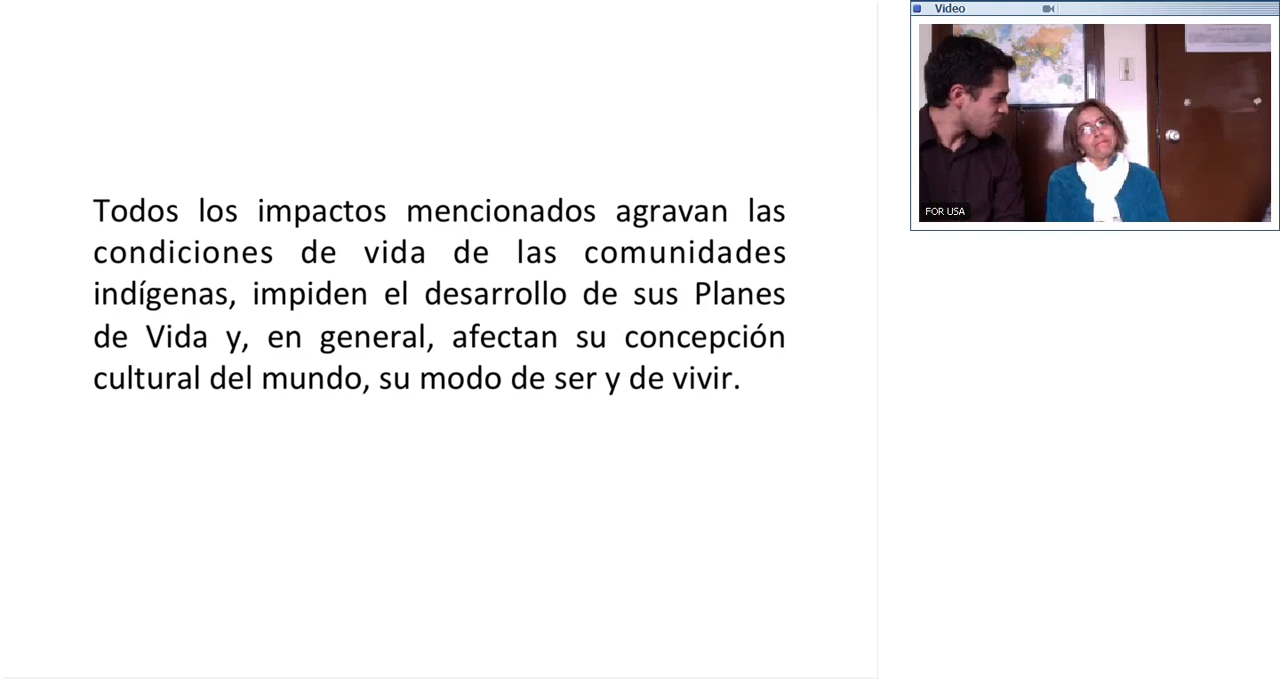 Video
FOR USA
Todos los impactos mencionados agravan las
condiciones de vida de las comunidades
indígenas, impiden el desarrollo de sus Planes
de Vida y, en general, afectan su concepción
cultural del mundo, su modo de ser y de vivir.